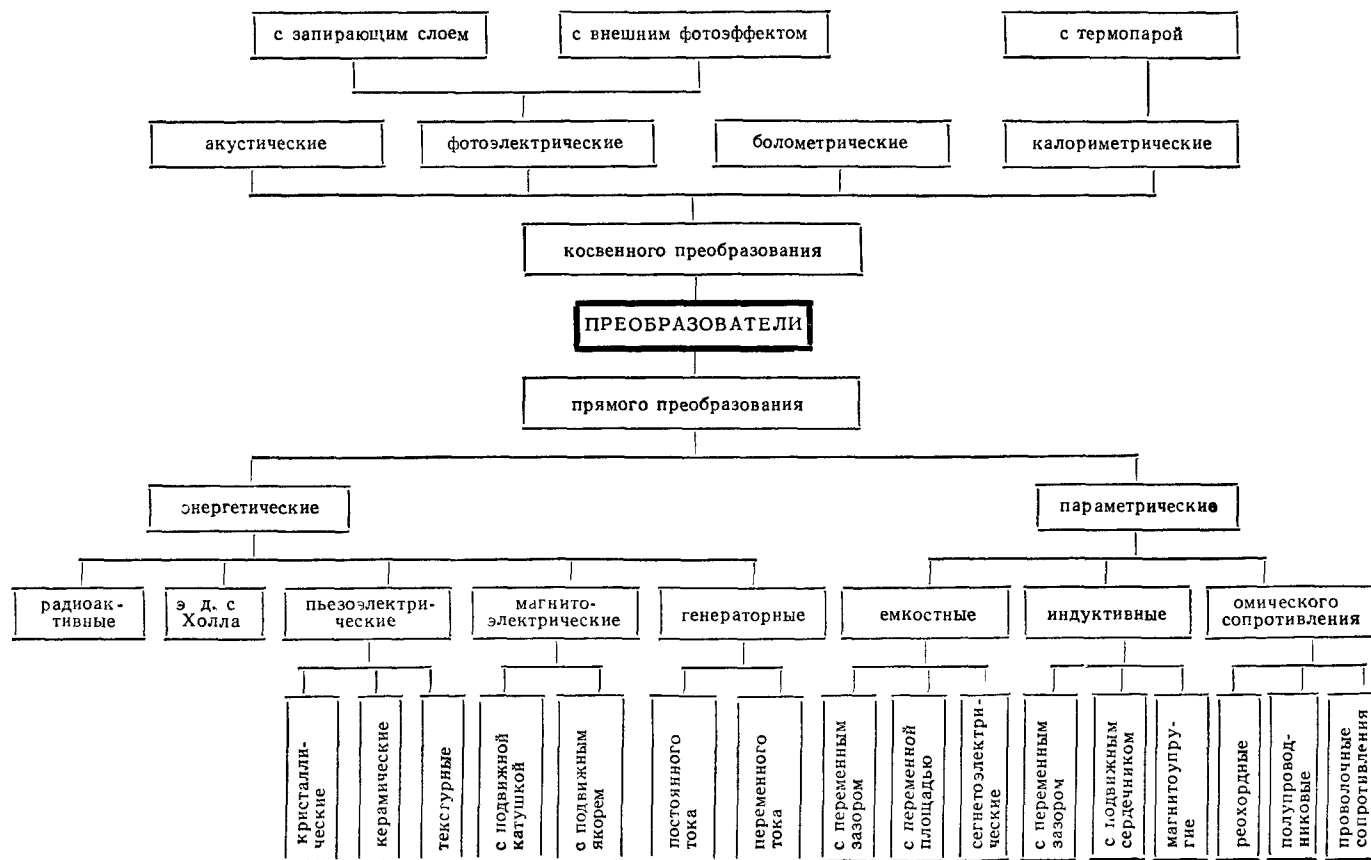 с запирающим слоем
с внешним фотоэффектом
с термопарой
акустические
фотоэлектрические
болометрические
калориметрические
косвенного преобразования
ПРЕОБРАЗОВАТЕЛИ
прямого преобразования
энергетические
параметрические
радиоак-
тивные
э д. с
Холла
пьезоэлектри-
ческие
магнито-
электрические
генераторные
емкостные
индуктивные
омического
сопротивления
кристалли-
ческие
керамические
текстурные
с подвижной
катушкой
с подвижным
якорем
постоянного
тока
переменного
тока
с переменным
зазором
с переменной
площадью
сегнетоэлектри-
ческие
с переменным
зазором
с подвижным
сердечником
магнитоупру-
гие
реохордные
полупровод-
никовые
проволочные
сопротивления